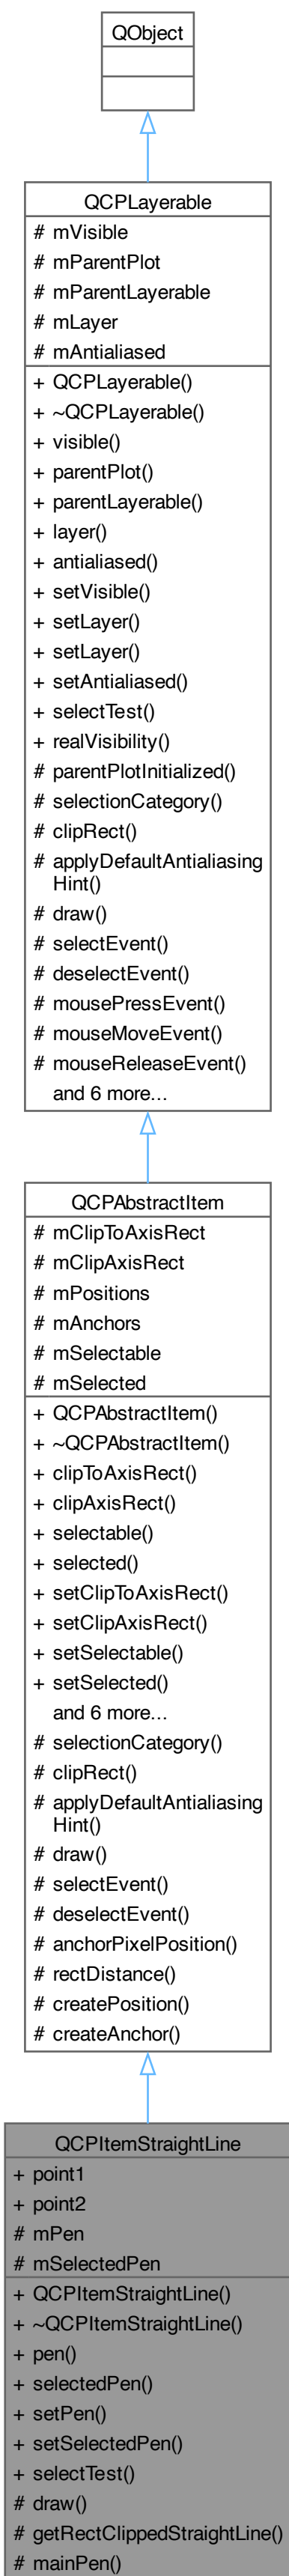 QObject
QCPLayerable
# mVisible
# mParentPlot
# mParentLayerable
# mLayer
# mAntialiased
+ QCPLayerable()
+ ~QCPLayerable()
+ visible()
+ parentPlot()
+ parentLayerable()
+ layer()
+ antialiased()
+ setVisible()
+ setLayer()
+ setLayer()
+ setAntialiased()
+ selectTest()
+ realVisibility()
# parentPlotInitialized()
# selectionCategory()
# clipRect()
# applyDefaultAntialiasing
Hint()
# draw()
# selectEvent()
# deselectEvent()
# mousePressEvent()
# mouseMoveEvent()
# mouseReleaseEvent()
and 6 more...
QCPAbstractItem
# mClipToAxisRect
# mClipAxisRect
# mPositions
# mAnchors
# mSelectable
# mSelected
+ QCPAbstractItem()
+ ~QCPAbstractItem()
+ clipToAxisRect()
+ clipAxisRect()
+ selectable()
+ selected()
+ setClipToAxisRect()
+ setClipAxisRect()
+ setSelectable()
+ setSelected()
and 6 more...
# selectionCategory()
# clipRect()
# applyDefaultAntialiasing
Hint()
# draw()
# selectEvent()
# deselectEvent()
# anchorPixelPosition()
# rectDistance()
# createPosition()
# createAnchor()
QCPItemStraightLine
+ point1
+ point2
# mPen
# mSelectedPen
+ QCPItemStraightLine()
+ ~QCPItemStraightLine()
+ pen()
+ selectedPen()
+ setPen()
+ setSelectedPen()
+ selectTest()
# draw()
# getRectClippedStraightLine()
# mainPen()